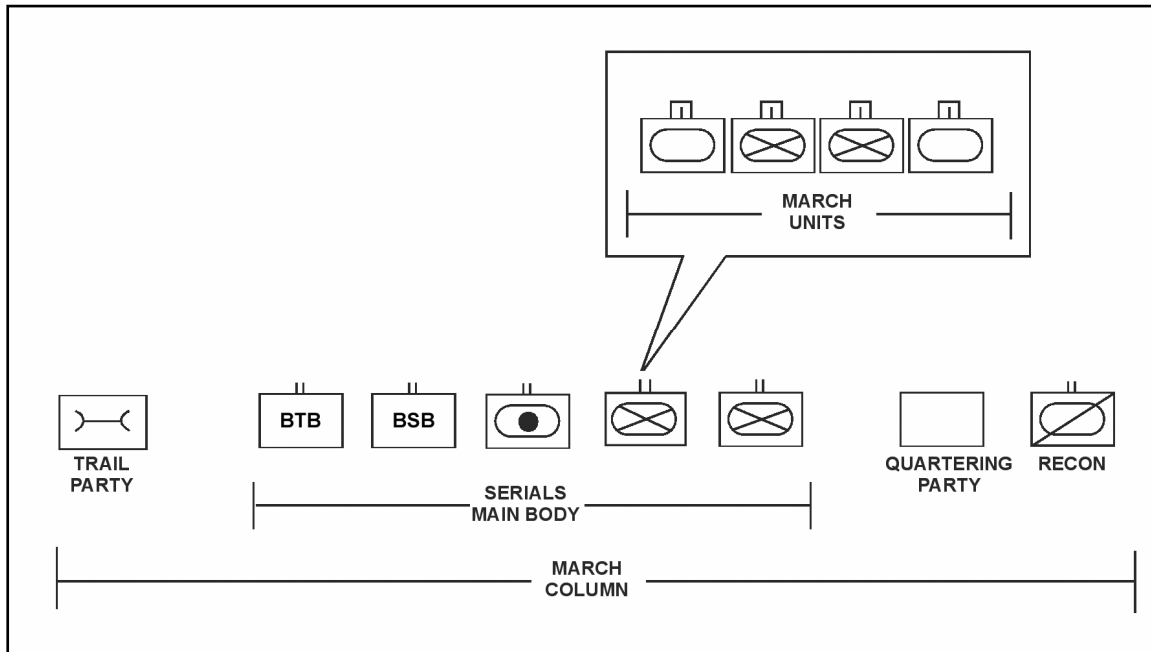 MARCH
UNITS
BTB
BSB
TRAIL
PARTY
QUARTERING
PARTY
RECON
SERIALS
MAIN BODY
MARCH
COLUMN